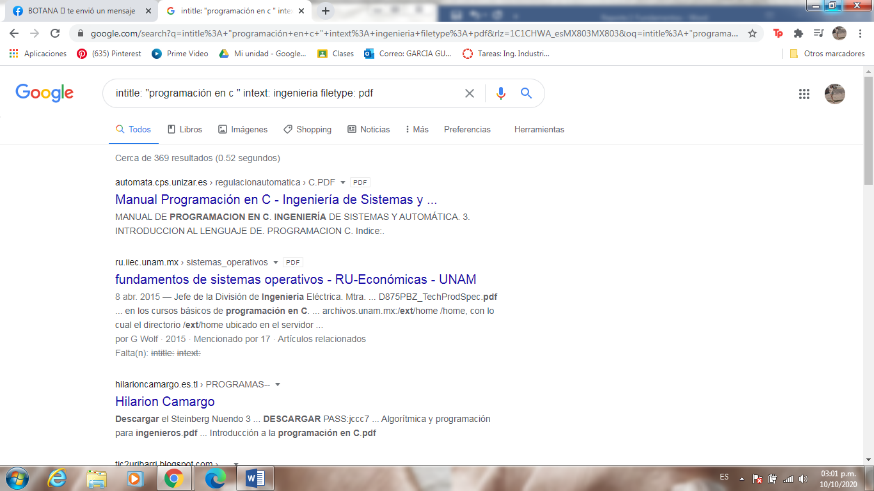 BOTANA D te envió un mensaje
intitle: "programación en c " inte
google.com/search?q=intitle%3A+"programación+en+c+"+intext%3A+ingenieria+filetype%3A+pdf&rlz=1C1CHWA_esMX803MX803&oq=intitle%3A+"programa...
Aplicaciones
(635) Pinterest
Prime Video
Mi unidad - Google...
Clases
Correo: GARCÍA GU...
Tareas: Ing. Industri...
Otros marcadores
Google
intitle: "programación en c " intext: ingenieria filetype: pdf
Todos
Libros
Imágenes
Shopping
Noticias
Más
Preferencias
Herramientas
Cerca de 369 resultados (0.52 segundos)
automata.cps.unizar.es › regulacionautomatica › C.PDF PDF
Manual Programación en C - Ingeniería de Sistemas y ...
MANUAL DE PROGRAMACION EN C. INGENIERÍA DE SISTEMAS Y AUTOMÁTICA. 3.
INTRODUCCION AL LENGUAJE DE. PROGRAMACION C. Indice:.
ru.iiec.unam.mx › sistemas_operativos PDF
fundamentos de sistemas operativos - RU-Económicas - UNAM
8 abr. 2015 — Jefe de la División de Ingeniería Eléctrica. Mtra. ... D875PBZ_TechProdSpec.pdf
... en los cursos básicos de programación en C. ... archivos.unam.mx:/ext/home /home, con lo
cual el directorio /ext/home ubicado en el servidor ...
por G Wolf · 2015 · Mencionado por 17 · Artículos relacionados
Falta(n): intitle: intext:
hilarioncamargo.es.tl › PROGRAMAS--
Hilarion Camargo
Descargar el Steinberg Nuendo 3 ... DESCARGAR PASS:jccc7 ... Algorítmica y programación
para ingenieros.pdf ... Introducción a la programación en C.pdf
tic2uribarri.blogspot.com ›
ES
03:01 p.m.
10/10/2020